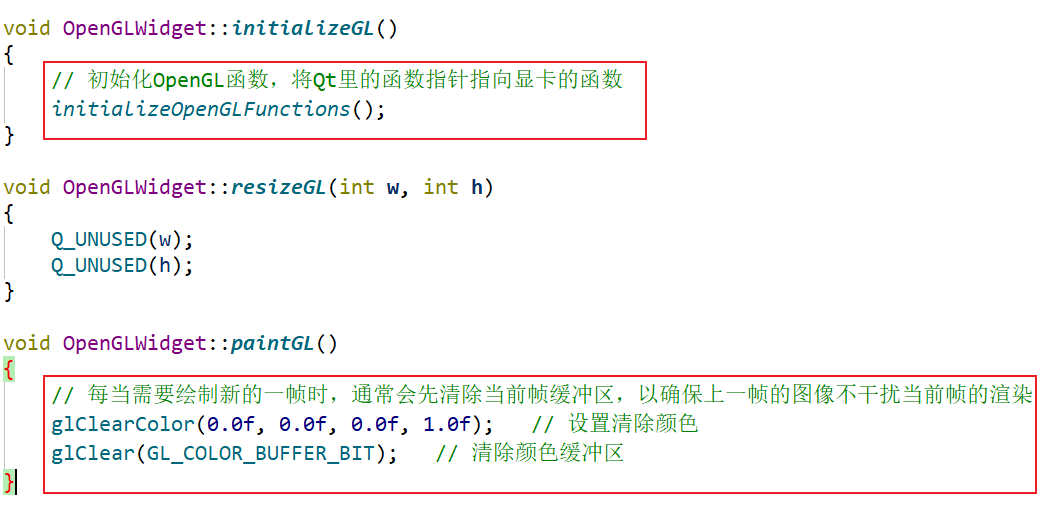 void OpenGLWidget::initializeGL()
{
    // 初始化OpenGL函数，将Qt里的函数指针指向显卡的函数
    initializeOpenGLFunctions();
}

void OpenGLWidget::resizeGL(int w, int h)
{
    Q_UNUSED(w);
    Q_UNUSED(h);
}

void OpenGLWidget::paintGL()
{
    // 每当需要绘制新的一帧时，通常会先清除当前帧缓冲区，以确保上一帧的图像不干扰当前帧的渲染
    glClearColor(0.0f, 0.0f, 0.0f, 1.0f);   // 设置清除颜色
    glClear(GL_COLOR_BUFFER_BIT);   // 清除颜色缓冲区
}